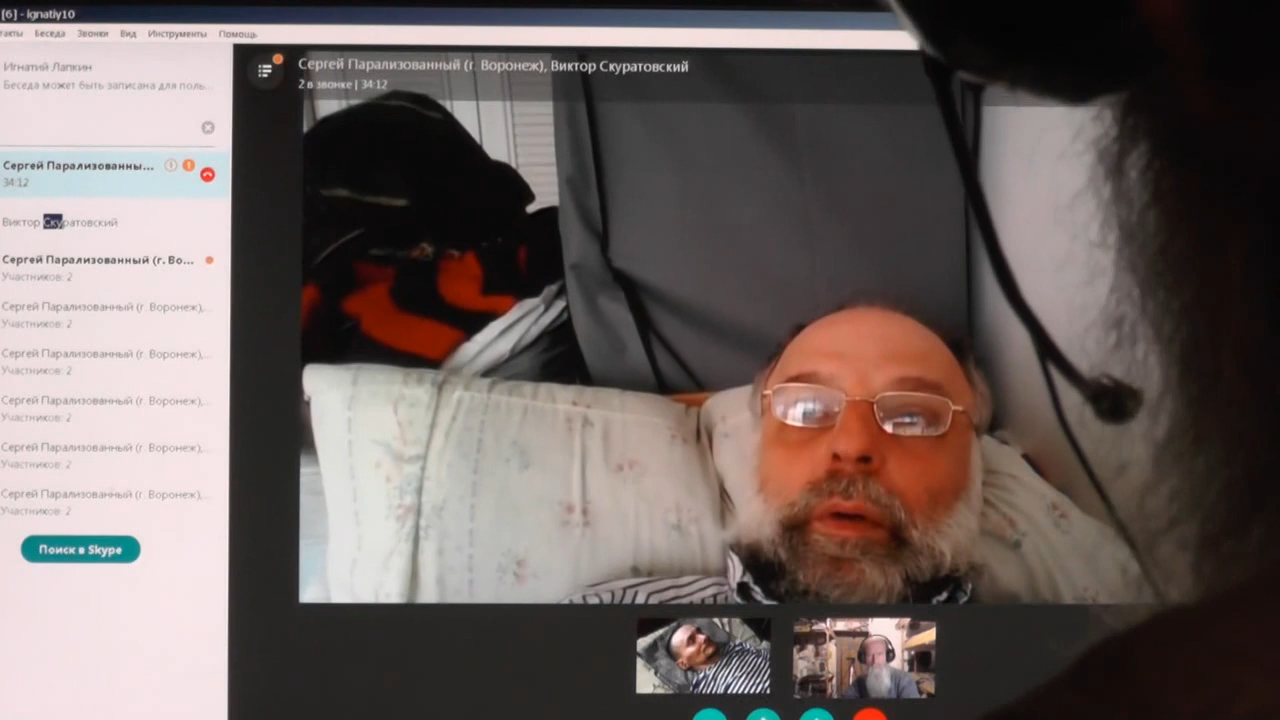 [6] - ignatiy10
такты Беседа Звонки Вид Инструменты Помощь
Игнатий Лапкин
Беседа может быть записана для поль...
Сергей Парализованны...
34:12
Виктор Скуратовский
Сергей Парализованный (г. Во...
Участников: 2
Сергей Парализованный (г. Воронеж),...
Участников: 2
Сергей Парализованный (г. Воронеж),...
Участников: 2
Сергей Парализованный (г. Воронеж),...
Участников: 2
Сергей Парализованный (г. Воронеж),...
Участников: 2
Сергей Парализованный (г. Воронеж),...
Участников: 2
Поиск в Skype
Сергей Парализованный (г. Воронеж), Виктор Скуратовский
2 в звонке | 34:12